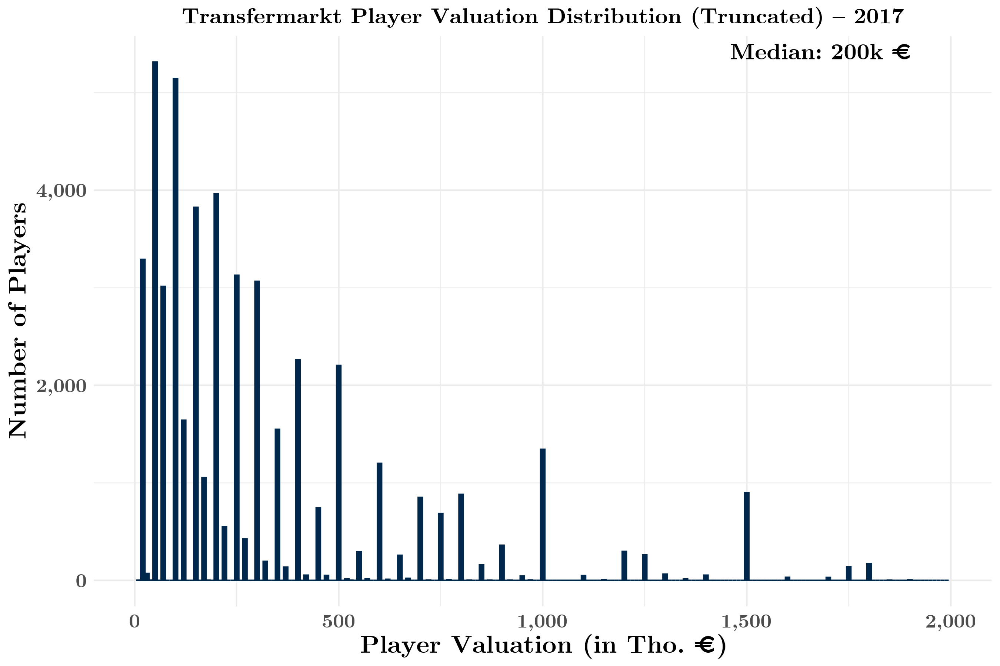 Transfermarkt Player Valuation Distribution (Truncated) – 2017
Median: 200k €
Number of Players
4,000
2,000
0
0 500 1,000 1,500 2,000
Player Valuation (in Tho. €)